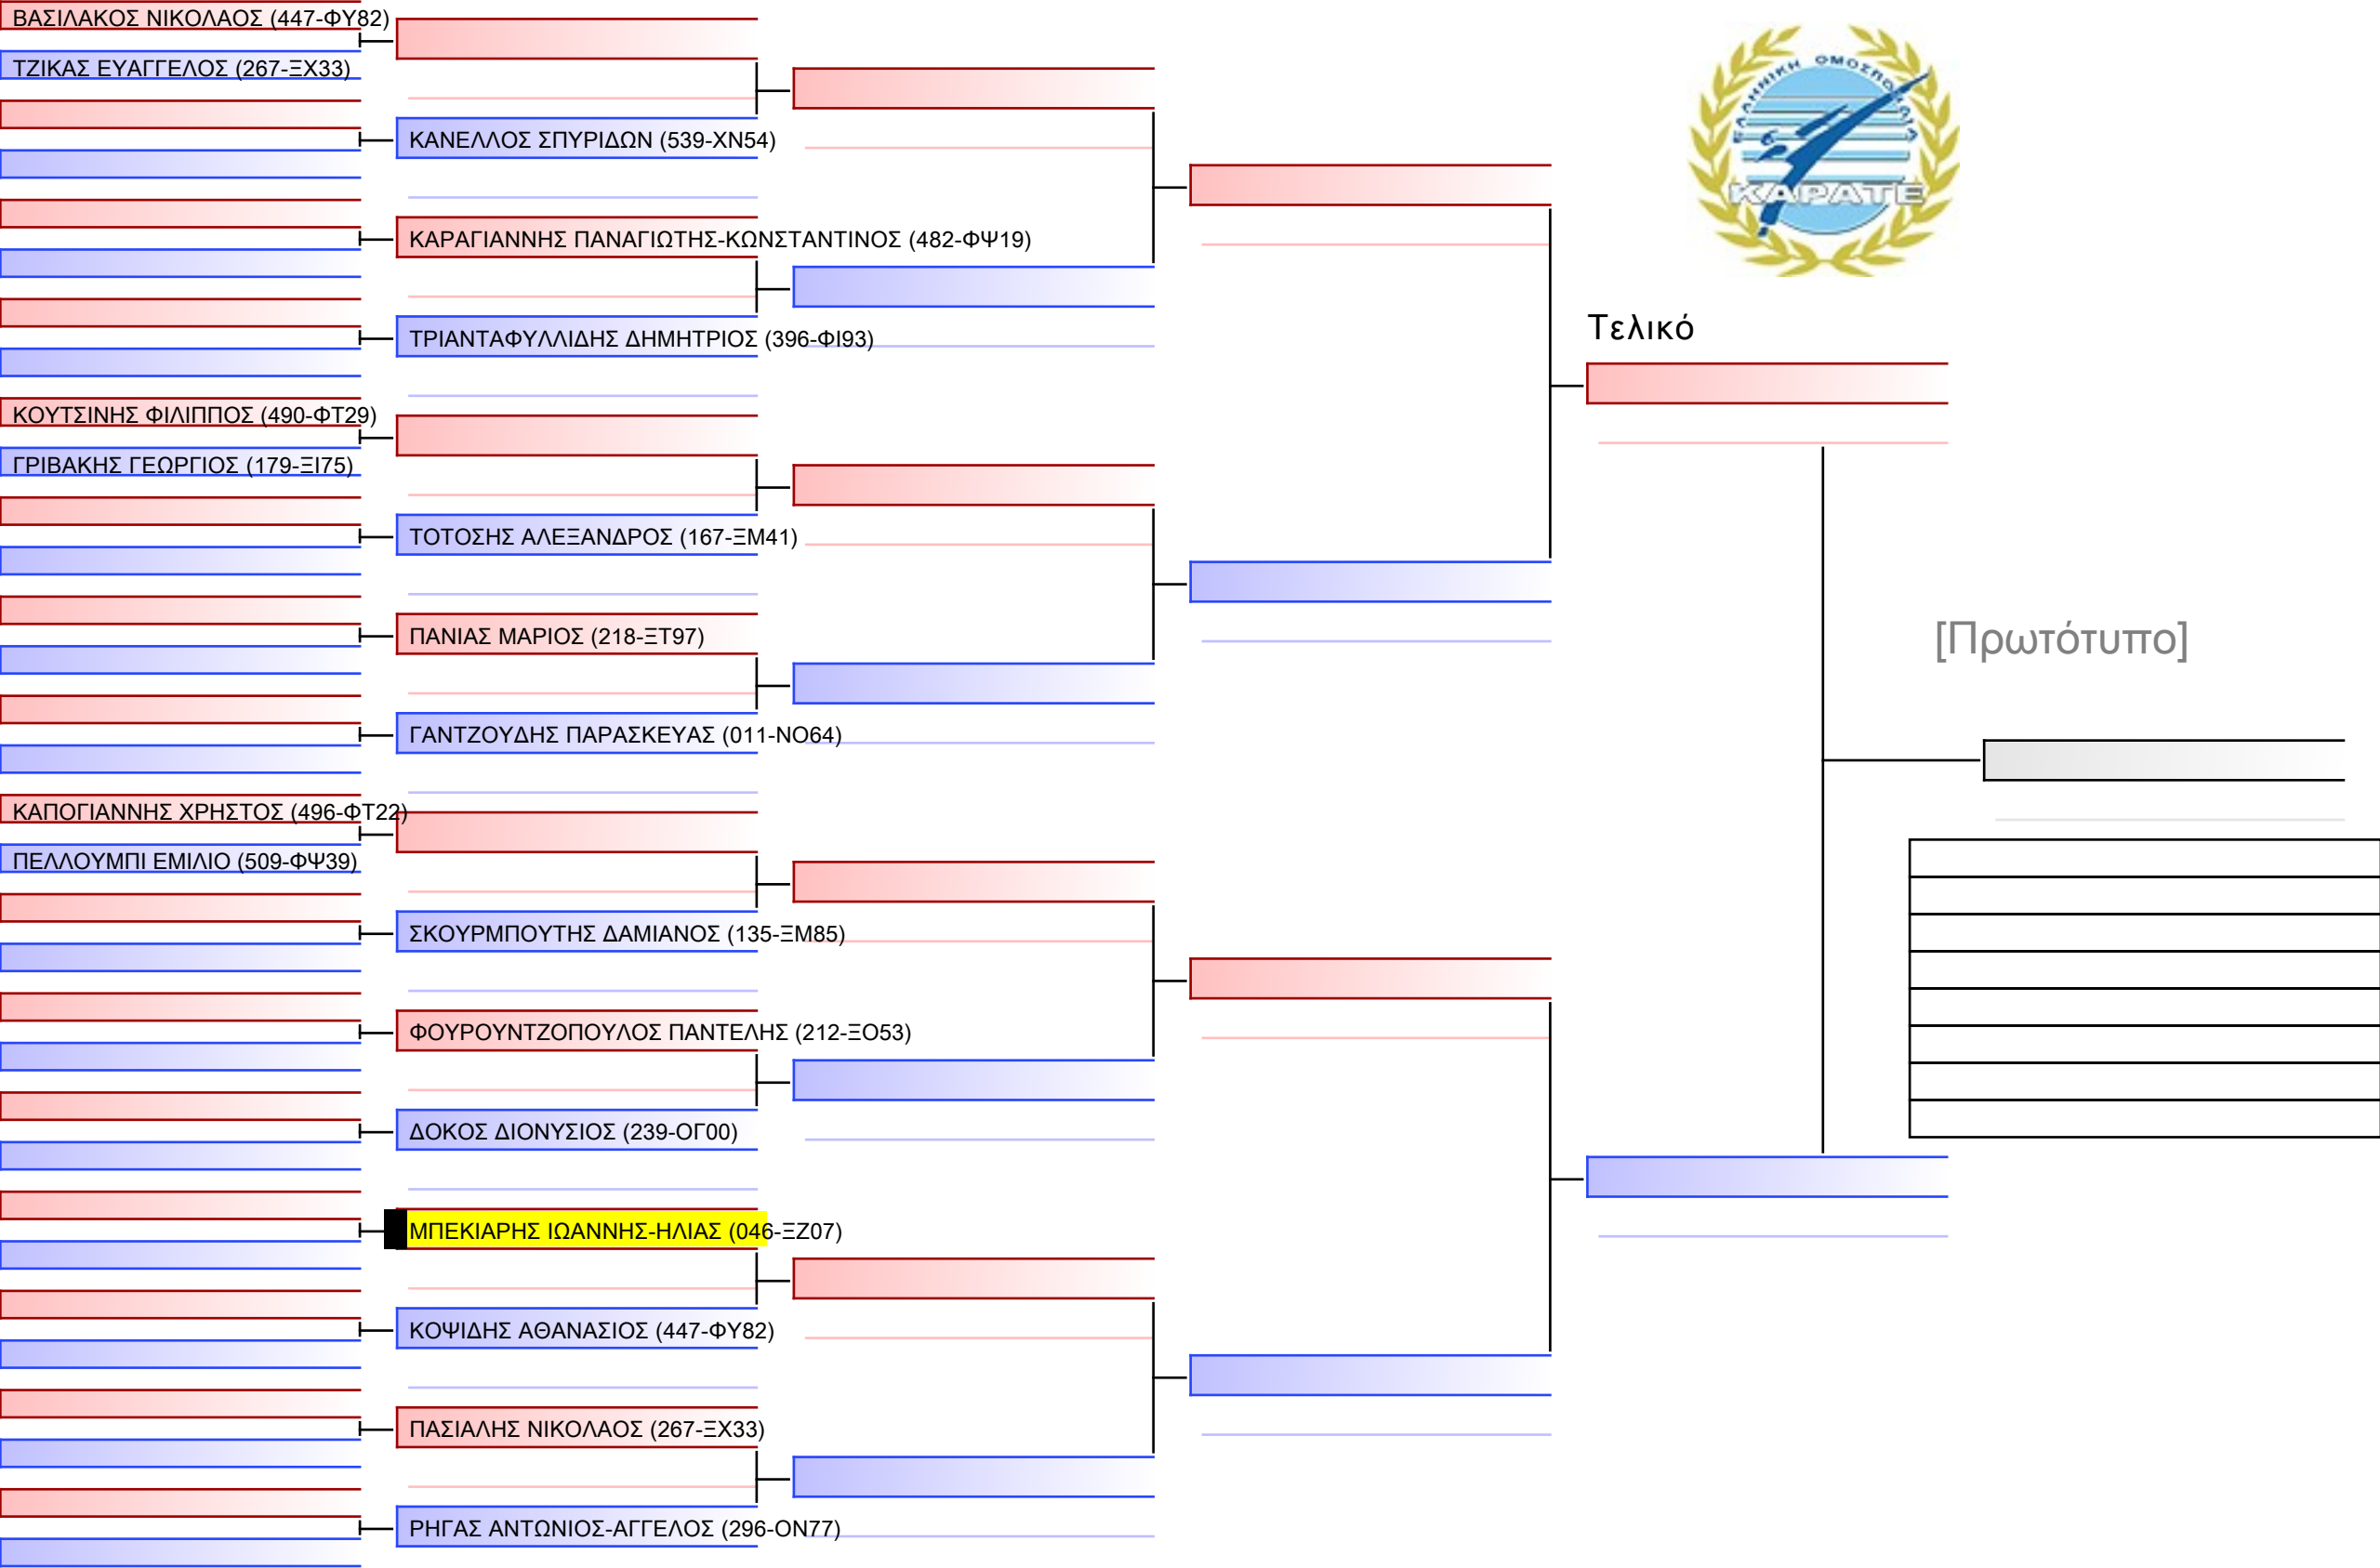 ΒΑΣΙΛΑΚΟΣ ΝΙΚΟΛΑΟΣ (447-ΦΥ82)
ΤΖΙΚΑΣ ΕΥΑΓΓΕΛΟΣ (267-ΞΧ33)
ΚΑΝΕΛΛΟΣ ΣΠΥΡΙΔΩΝ (539-ΧΝ54)
ΚΑΡΑΓΙΑΝΝΗΣ ΠΑΝΑΓΙΩΤΗΣ-ΚΩΝΣΤΑΝΤΙΝΟΣ (482-ΦΨ19)
ΤΡΙΑΝΤΑΦΥΛΛΙΔΗΣ ΔΗΜΗΤΡΙΟΣ (396-ΦΙ93)
ΚΟΥΤΣΙΝΗΣ ΦΙΛΙΠΠΟΣ (490-ΦΤ29)
ΓΡΙΒΑΚΗΣ ΓΕΩΡΓΙΟΣ (179-ΞΙ75)
ΤΟΤΟΣΗΣ ΑΛΕΞΑΝΔΡΟΣ (167-ΞΜ41)
ΠΑΝΙΑΣ ΜΑΡΙΟΣ (218-ΞΤ97)
ΓΑΝΤΖΟΥΔΗΣ ΠΑΡΑΣΚΕΥΑΣ (011-ΝΟ64)
ΚΑΠΟΓΙΑΝΝΗΣ ΧΡΗΣΤΟΣ (496-ΦΤ22)
ΠΕΛΛΟΥΜΠΙ ΕΜΙΛΙΟ (509-ΦΨ39)
ΣΚΟΥΡΜΠΟΥΤΗΣ ΔΑΜΙΑΝΟΣ (135-ΞΜ85)
ΦΟΥΡΟΥΝΤΖΟΠΟΥΛΟΣ ΠΑΝΤΕΛΗΣ (212-ΞΟ53)
ΔΟΚΟΣ ΔΙΟΝΥΣΙΟΣ (239-ΟΓ00)
ΜΠΕΚΙΑΡΗΣ ΙΩΑΝΝΗΣ-ΗΛΙΑΣ (046-ΞΖ07)
ΚΟΨΙΔΗΣ ΑΘΑΝΑΣΙΟΣ (447-ΦΥ82)
ΠΑΣΙΑΛΗΣ ΝΙΚΟΛΑΟΣ (267-ΞΧ33)
ΡΗΓΑΣ ΑΝΤΩΝΙΟΣ-ΑΓΓΕΛΟΣ (296-ΟΝ77)
ΕΛΛΗΝΙΚΗ ΟΜΟΣΠΟΝΔΙΑ
ΚΑΡΑΤΕ
Τελικό
[Πρωτότυπο]